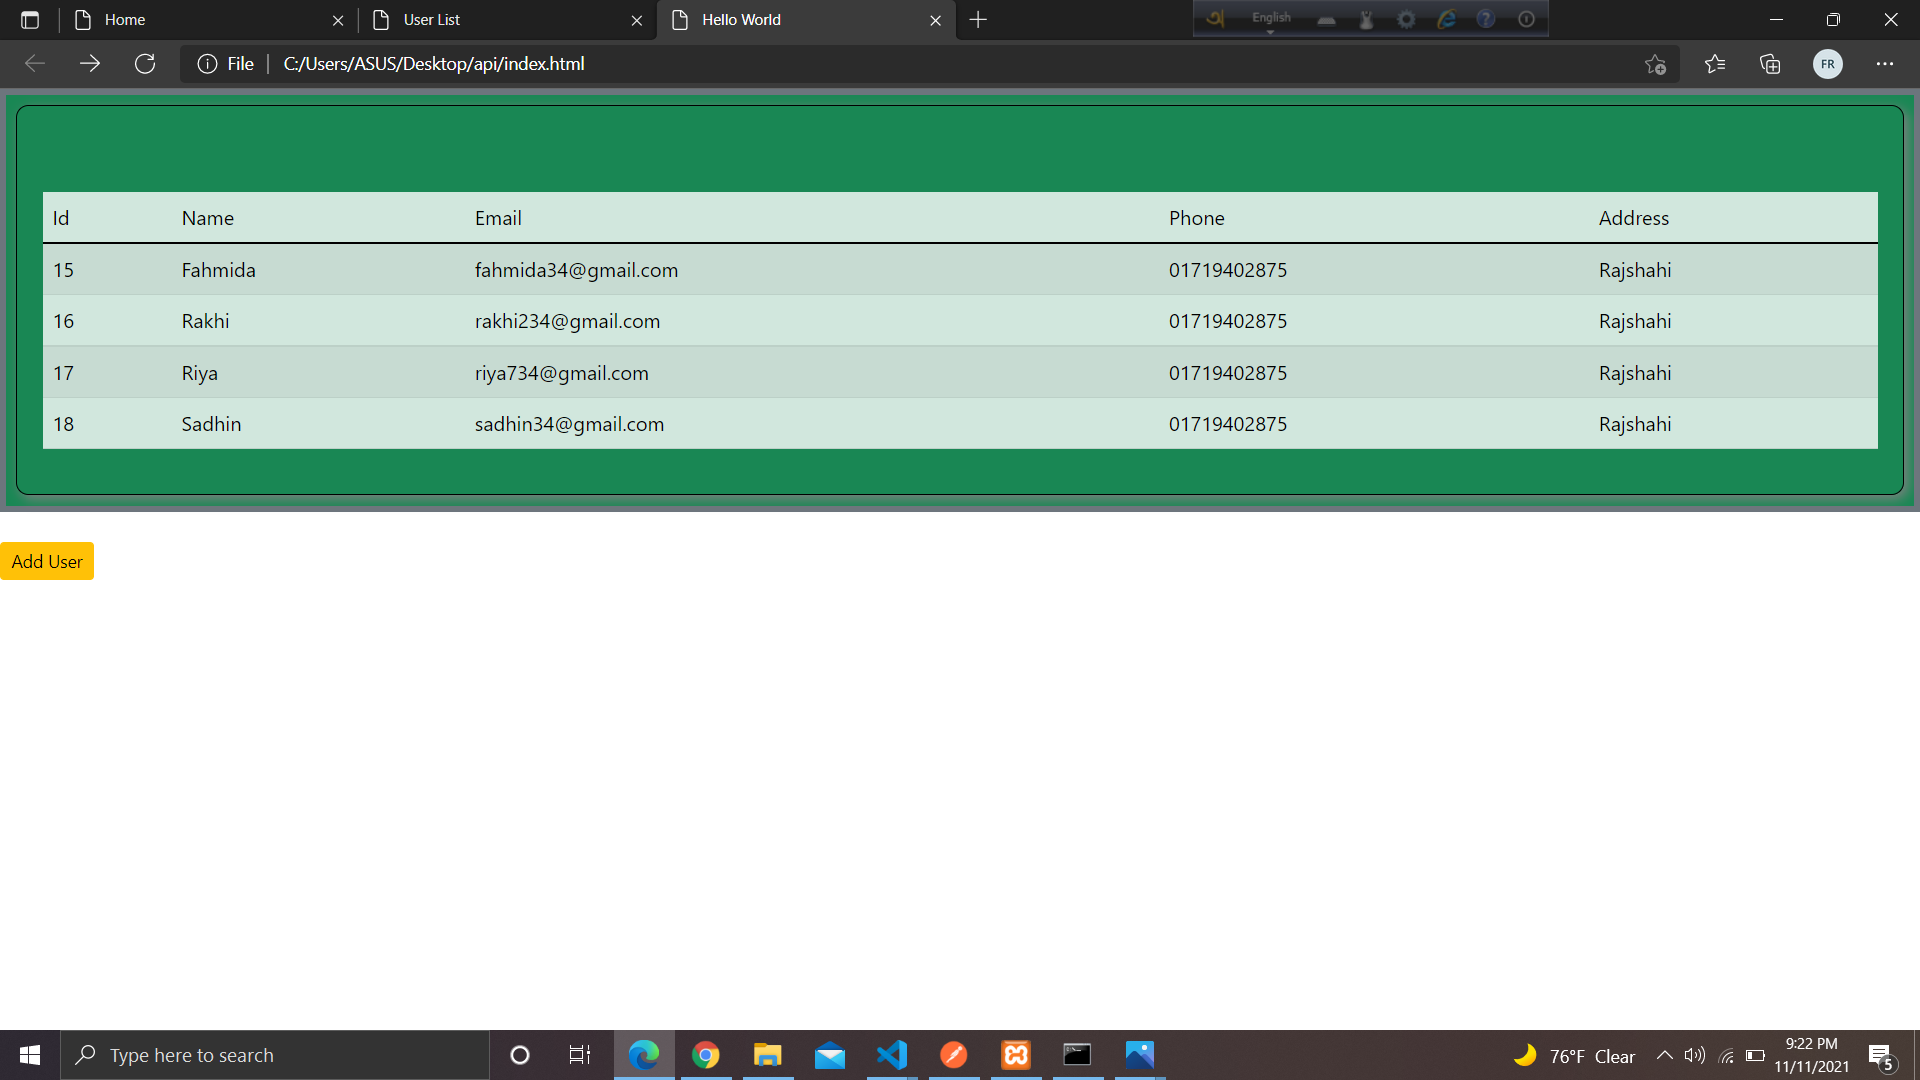 Home
User List
Hello World
English
File
C:/Users/ASUS/Desktop/api/index.html
FR
Id Name Email Phone Address
15 Fahmida fahmida34@gmail.com 01719402875 Rajshahi
16 Rakhi rakhi234@gmail.com 01719402875 Rajshahi
17 Riya riya734@gmail.com 01719402875 Rajshahi
18 Sadhin sadhin34@gmail.com 01719402875 Rajshahi
Add User
Type here to search
76°F Clear
9:22 PM
11/11/2021
5